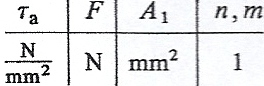 τa F A1 n, m
N/mm² N mm² 1